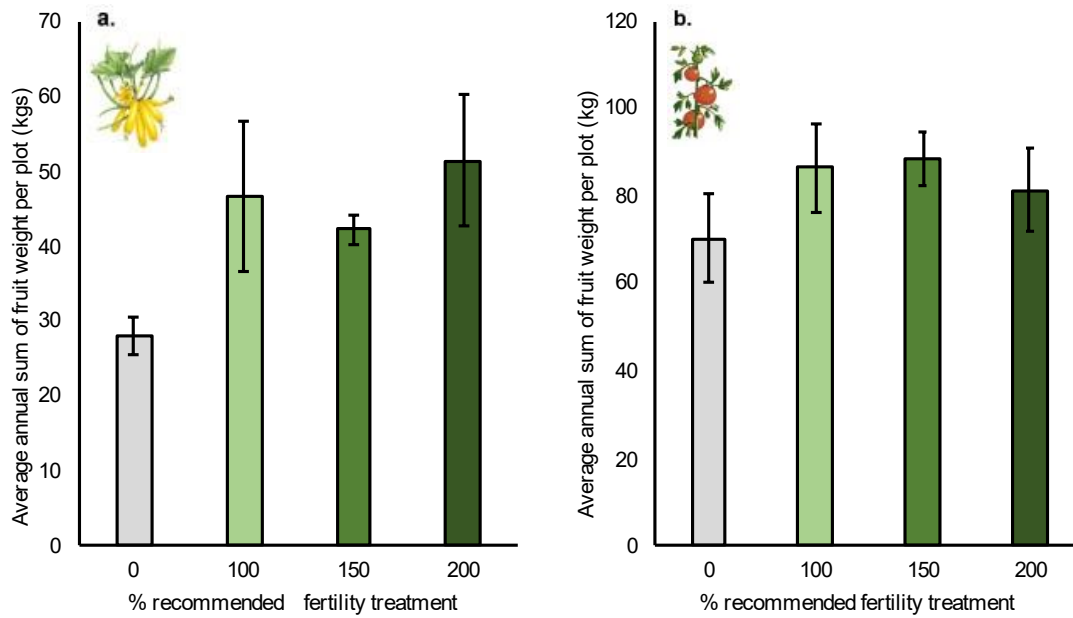 a.
Average annual sum of fruit weight per plot (kgs)
70
60
50
40
30
20
10
0
0 100 150 200
% recommended fertility treatment
b.
Average annual sum of fruit weight per plot (kg)
120
100
80
60
40
20
0
0 100 150 200
% recommended fertility treatment